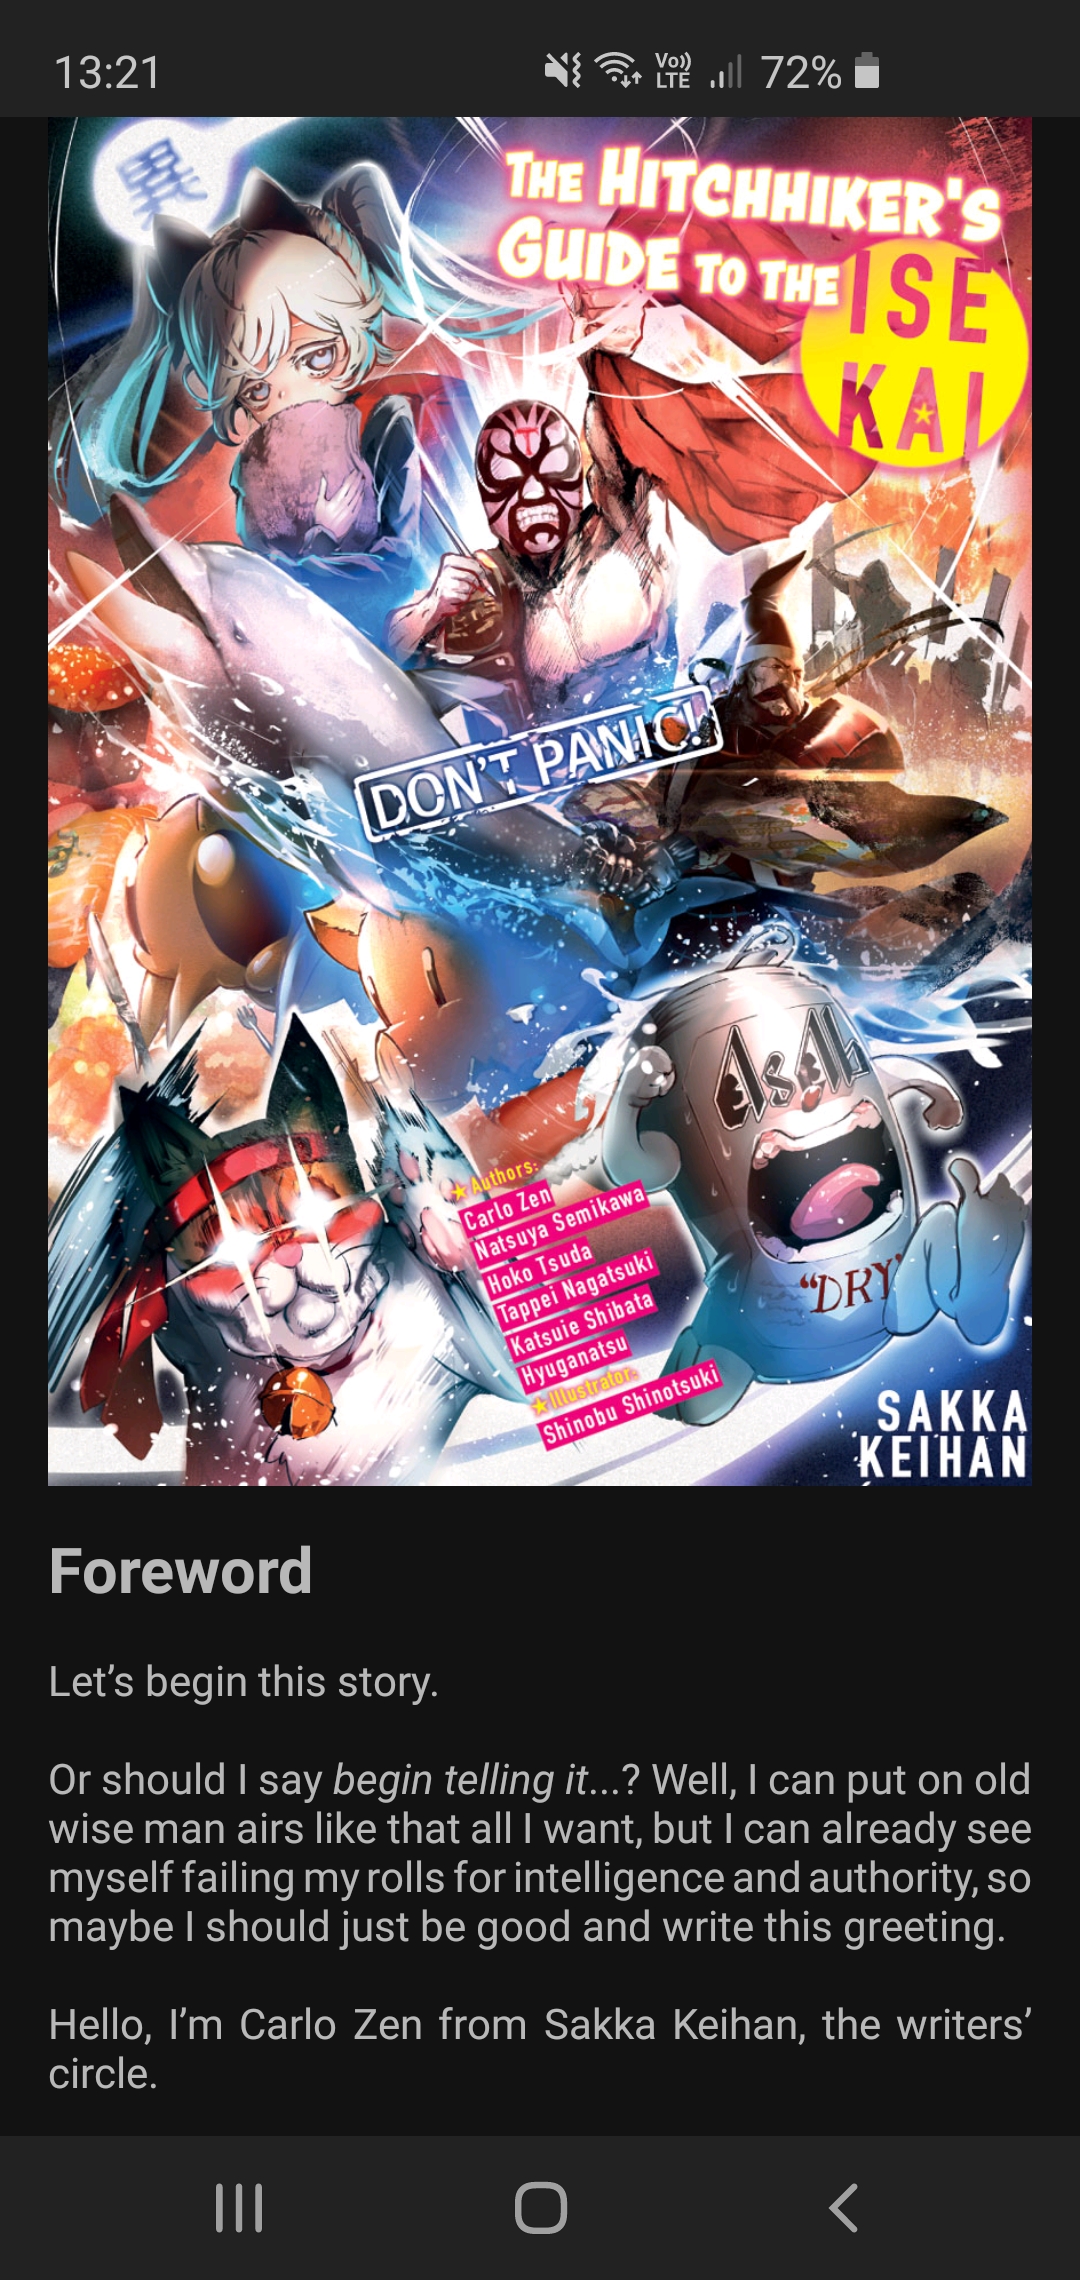 13:21
Vo))
LTE
72%
異
THE HITCHHIKER'S
GUIDE TO THE
ISE
KAI
T
DON'T PANIC!
Asahi
"DRY"
★Authors:
Carlo Zen
Natsuya Semikawa
Hoko Tsuda
Tappei Nagatsuki
Katsuie Shibata
Hyuganatsu
★Illustrator:
Shinobu Shinotsuki
SAKKA
KEIHAN
Foreword
Let’s begin this story.
Or should I say begin telling it...? Well, I can put on old
wise man airs like that all I want, but I can already see
myself failing my rolls for intelligence and authority, so
maybe I should just be good and write this greeting.
Hello, I’m Carlo Zen from Sakka Keihan, the writers’
circle.